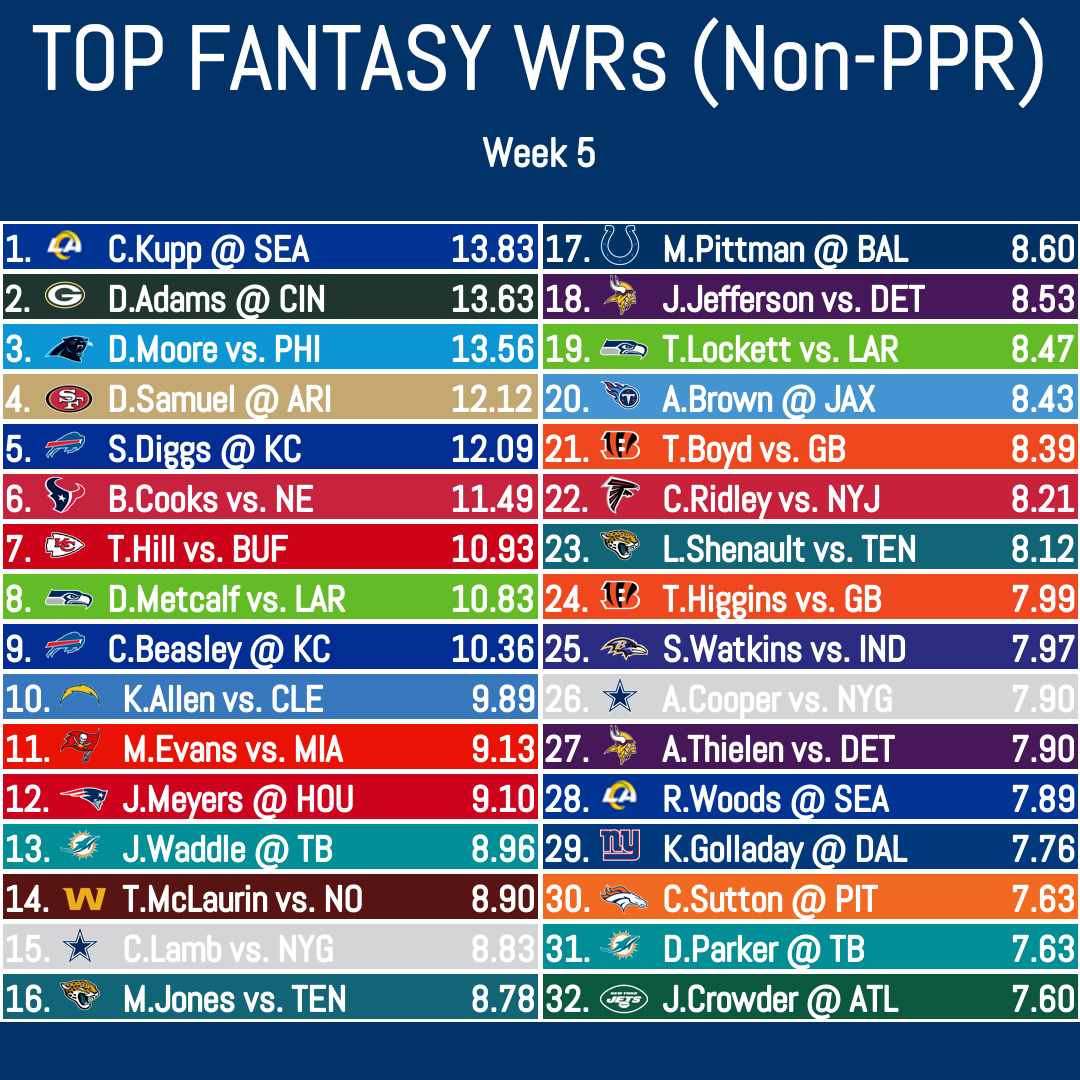 TOP FANTASY WRs (Non-PPR)
Week 5
1. C.Kupp @ SEA 13.83
2. D.Adams @ CIN 13.63
3. D.Moore vs. PHI 13.56
4. D.Samuel @ ARI 12.12
5. S.Diggs @ KC 12.09
6. B.Cooks vs. NE 11.49
7. T.Hill vs. BUF 10.93
8. D.Metcalf vs. LAR 10.83
9. C.Beasley @ KC 10.36
10. K.Allen vs. CLE 9.89
11. M.Evans vs. MIA 9.13
12. J.Meyers @ HOU 9.10
13. J.Waddle @ TB 8.96
14. T.McLaurin vs. NO 8.90
15. C.Lamb vs. NYG 8.83
16. M.Jones vs. TEN 8.78
17. M.Pittman @ BAL 8.60
18. J.Jefferson vs. DET 8.53
19. T.Lockett vs. LAR 8.47
20. A.Brown @ JAX 8.43
21. T.Boyd vs. GB 8.39
22. C.Ridley vs. NYJ 8.21
23. L.Shenault vs. TEN 8.12
24. T.Higgins vs. GB 7.99
25. S.Watkins vs. IND 7.97
26. A.Cooper vs. NYG 7.90
27. A.Thielen vs. DET 7.90
28. R.Woods @ SEA 7.89
29. K.Golladay @ DAL 7.76
30. C.Sutton @ PIT 7.63
31. D.Parker @ TB 7.63
32. J.Crowder @ ATL 7.60